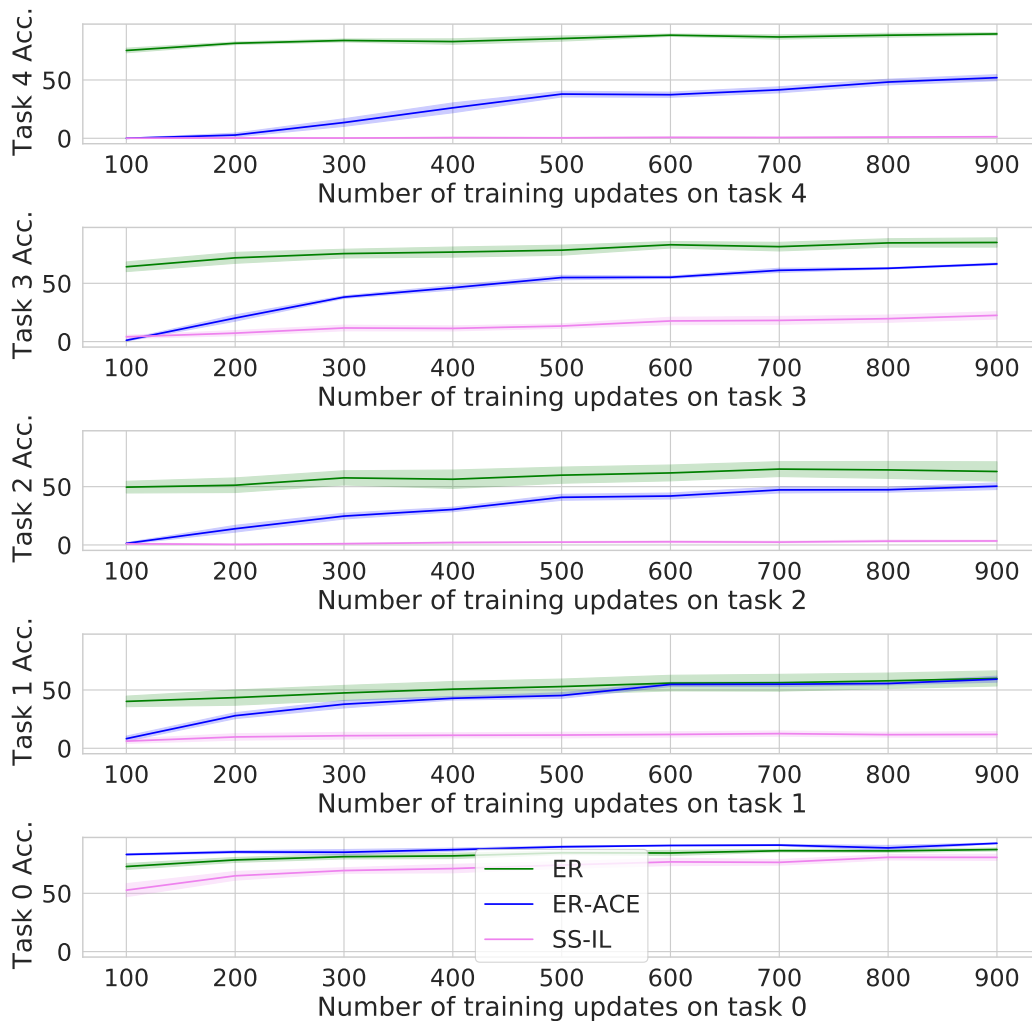 Task 4 Acc.
50
0
100 200 300 400 500 600 700 800 900
Number of training updates on task 4
Task 3 Acc.
50
0
100 200 300 400 500 600 700 800 900
Number of training updates on task 3
Task 2 Acc.
50
0
100 200 300 400 500 600 700 800 900
Number of training updates on task 2
Task 1 Acc.
50
0
100 200 300 400 500 600 700 800 900
Number of training updates on task 1
Task 0 Acc.
50
0
ER
ER-ACE
SS-IL
100 200 300 400 500 600 700 800 900
Number of training updates on task 0